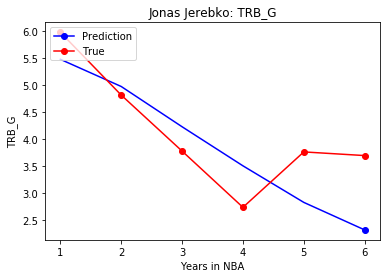 Jonas Jerebko: TRB_G
6.0
5.5
5.0
4.5
4.0
3.5
3.0
2.5
TRB_G
Prediction
True
1 2 3 4 5 6
Years in NBA